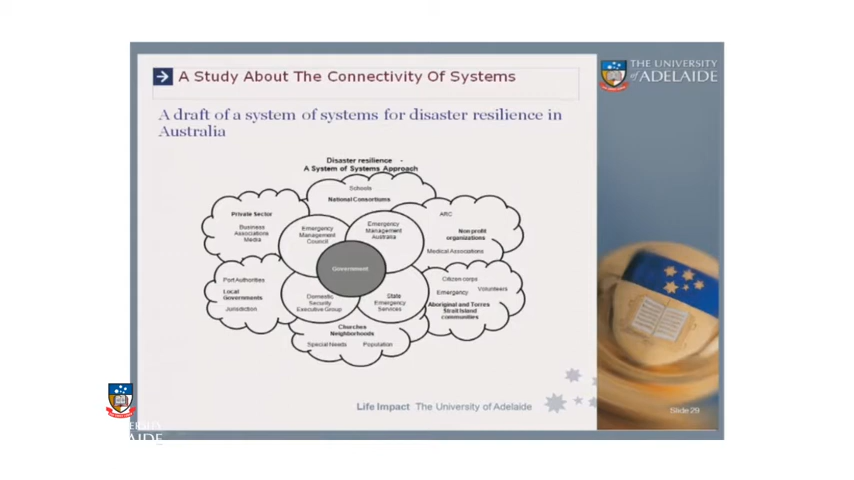 A Study About The Connectivity Of Systems
THE UNIVERSITY
of ADELAIDE
A draft of a system of systems for disaster resilience in
Australia
Disaster resilience -
A System of Systems Approach
Schools
National Consortiums
Private Sector
Business
Associations
Media
Emergency
Management
Council
Emergency
Management
Australia
ARC
Non profit
organizations
Medical Associations
Government
Port Authorities
Local
Governments
Jurisdiction
Domestic
Security
Executive Group
State
Emergency
Services
Citizen corps
Volunteers
Emergency
Aboriginal and Torres
Strait Island
communities
Churches
Neighborhoods
Special Needs
Population
Life Impact The University of Adelaide
Slide 29
ERSITY
AIDE